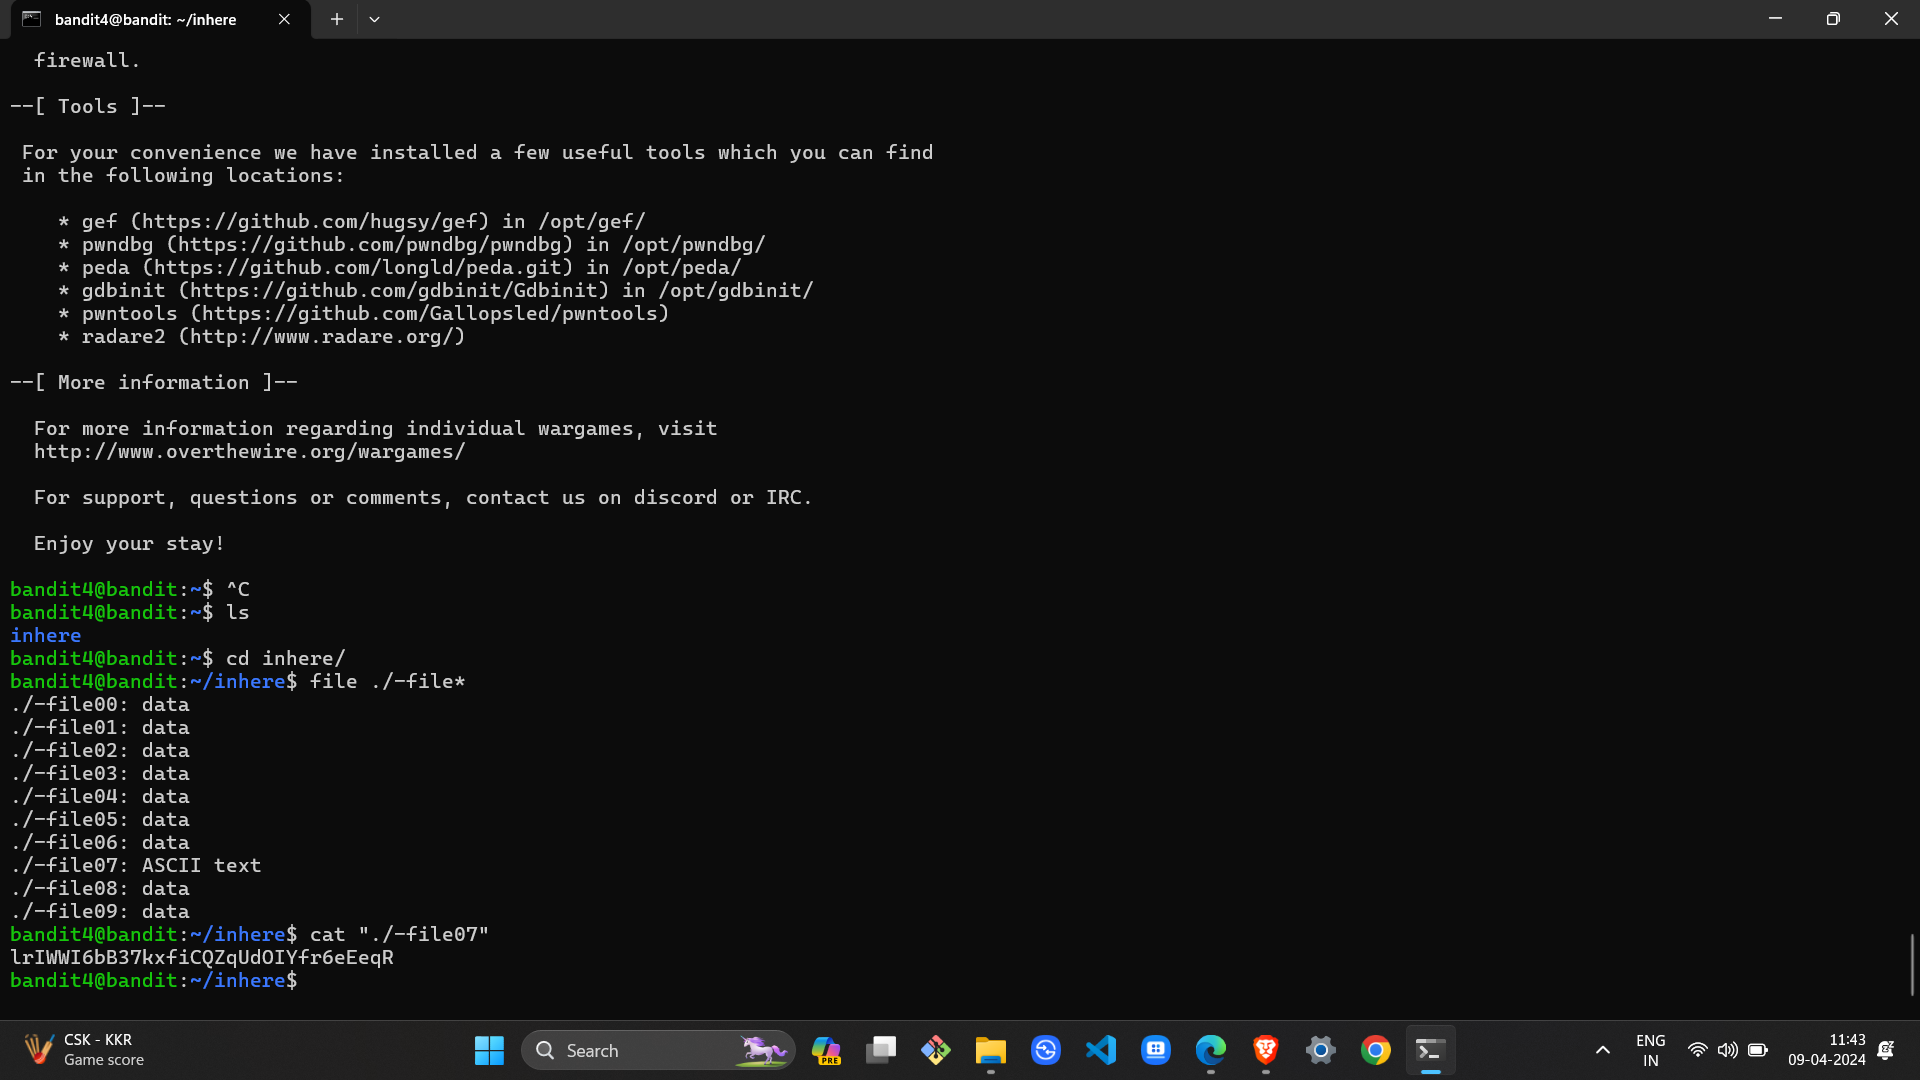 bandit4@bandit: ~/inhere
firewall.
--[ Tools ]--
For your convenience we have installed a few useful tools which you can find
in the following locations:
* gef (https://github.com/hugsy/gef) in /opt/gef/
* pwndbg (https://github.com/pwndbg/pwndbg) in /opt/pwndbg/
* peda (https://github.com/longld/peda.git) in /opt/peda/
* gdbinit (https://github.com/gdbinit/Gdbinit) in /opt/gdbinit/
* pwntools (https://github.com/Gallopsled/pwntools)
* radare2 (http://www.radare.org/)
--[ More information ]--
For more information regarding individual wargames, visit
http://www.overthewire.org/wargames/
For support, questions or comments, contact us on discord or IRC.
Enjoy your stay!
bandit4@bandit:~$ ^C
bandit4@bandit:~$ ls
inhere
bandit4@bandit:~$ cd inhere/
bandit4@bandit:~/inhere$ file ./-file*
./-file00: data
./-file01: data
./-file02: data
./-file03: data
./-file04: data
./-file05: data
./-file06: data
./-file07: ASCII text
./-file08: data
./-file09: data
bandit4@bandit:~/inhere$ cat "./-file07"
lrIWWI6bB37kxfiCQZqUdOIYfr6eEeqR
bandit4@bandit:~/inhere$
CSK - KKR
Game score
Search
PRE
ENG
IN
11:43
09-04-2024